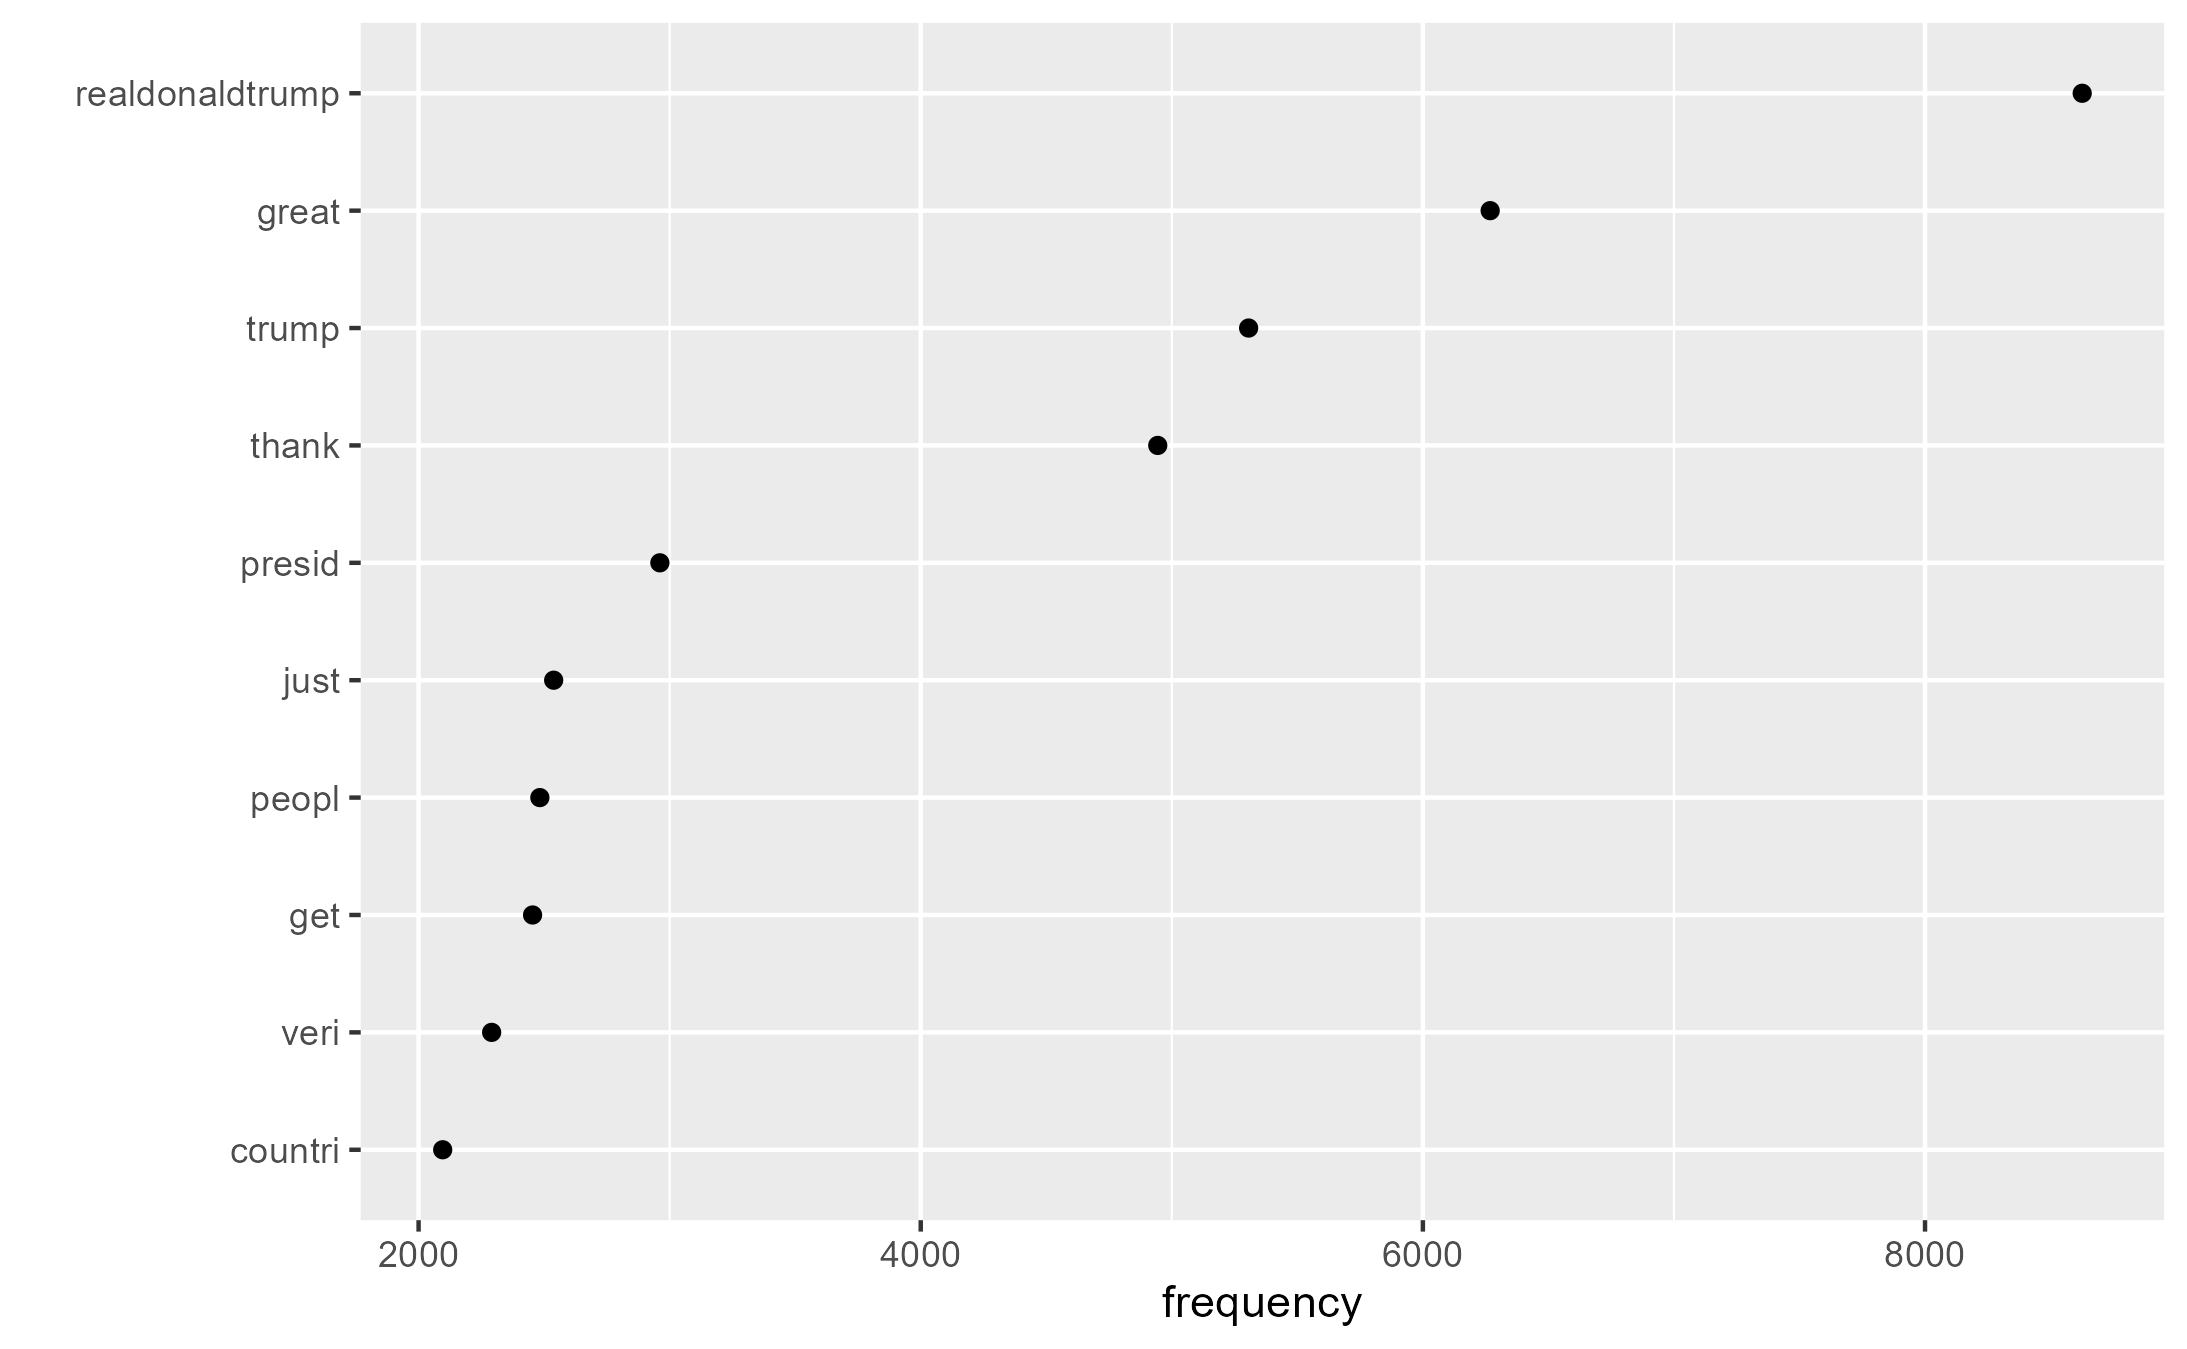 realdonaldtrump
great
trump
thank
presid
just
peopl
get
veri
countri
2000 4000 6000 8000
frequency